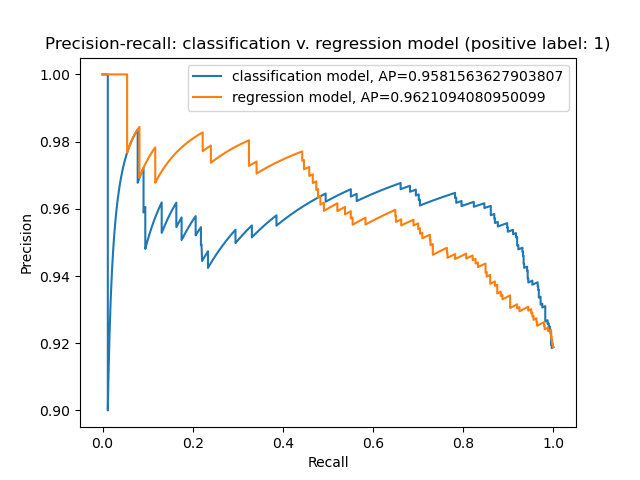 Precision-recall: classification v. regression model (positive label: 1)
classification model, AP=0.9581563627903807
regression model, AP=0.9621094080950099
1.00
0.98
0.96
0.94
0.92
0.90
Precision
0.0 0.2 0.4 0.6 0.8 1.0
Recall